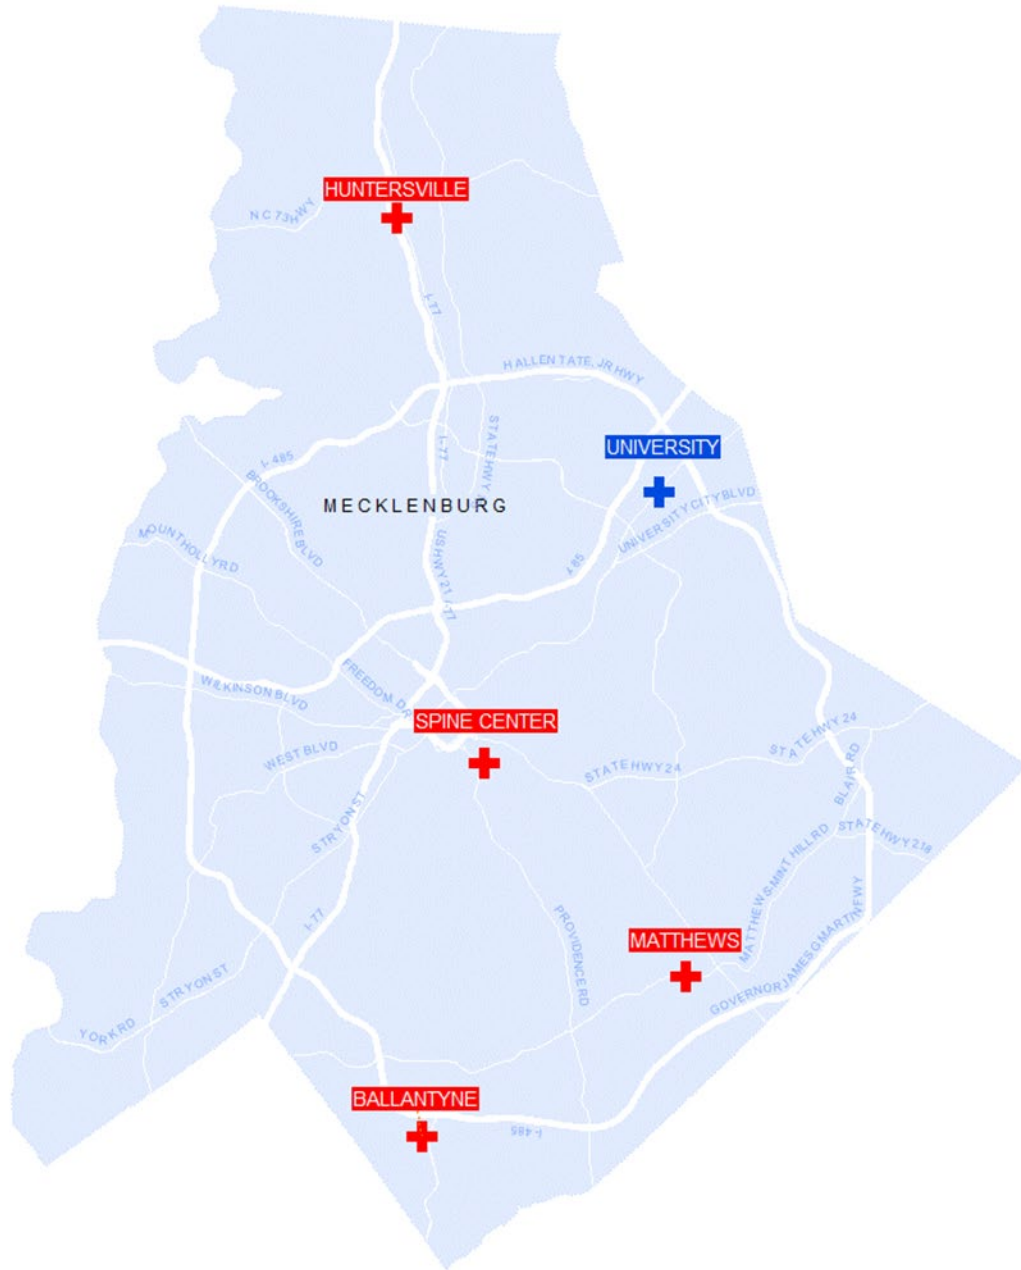 HUNTERSVILLE
NC 73 HWY
I-77
H ALLEN TATE, JR HWY
STATE HWY
I-77
UNIVERSITY
I-485
BROOKSHIRE BLVD
MECKLENBURG
UNIVERSITY CITY BLVD
MOUNT HOLLY RD
US HWY 21
I-77
I-85
FREEDOM DR
WILKINSON BLVD
SPINE CENTER
WEST BLVD
STATE HWY 24
STATE HWY 24
BLAIR RD
S TRYON ST
MATTHEWS-MINT HILL RD
STATE HWY 218
I-77
PROVIDENCE RD
MATTHEWS
GOVERNOR JAMES G MARTIN FWY
S TRYON ST
YORK RD
BALLANTYNE
I-485